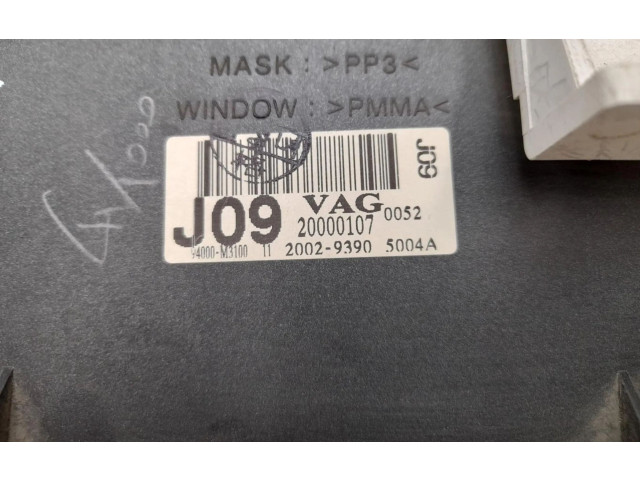 MASK : >PP3<
WINDOW : >PMMA<
J09
J09 VAG 0052
20000107
94000-M3100 11 2002-9390 5004A